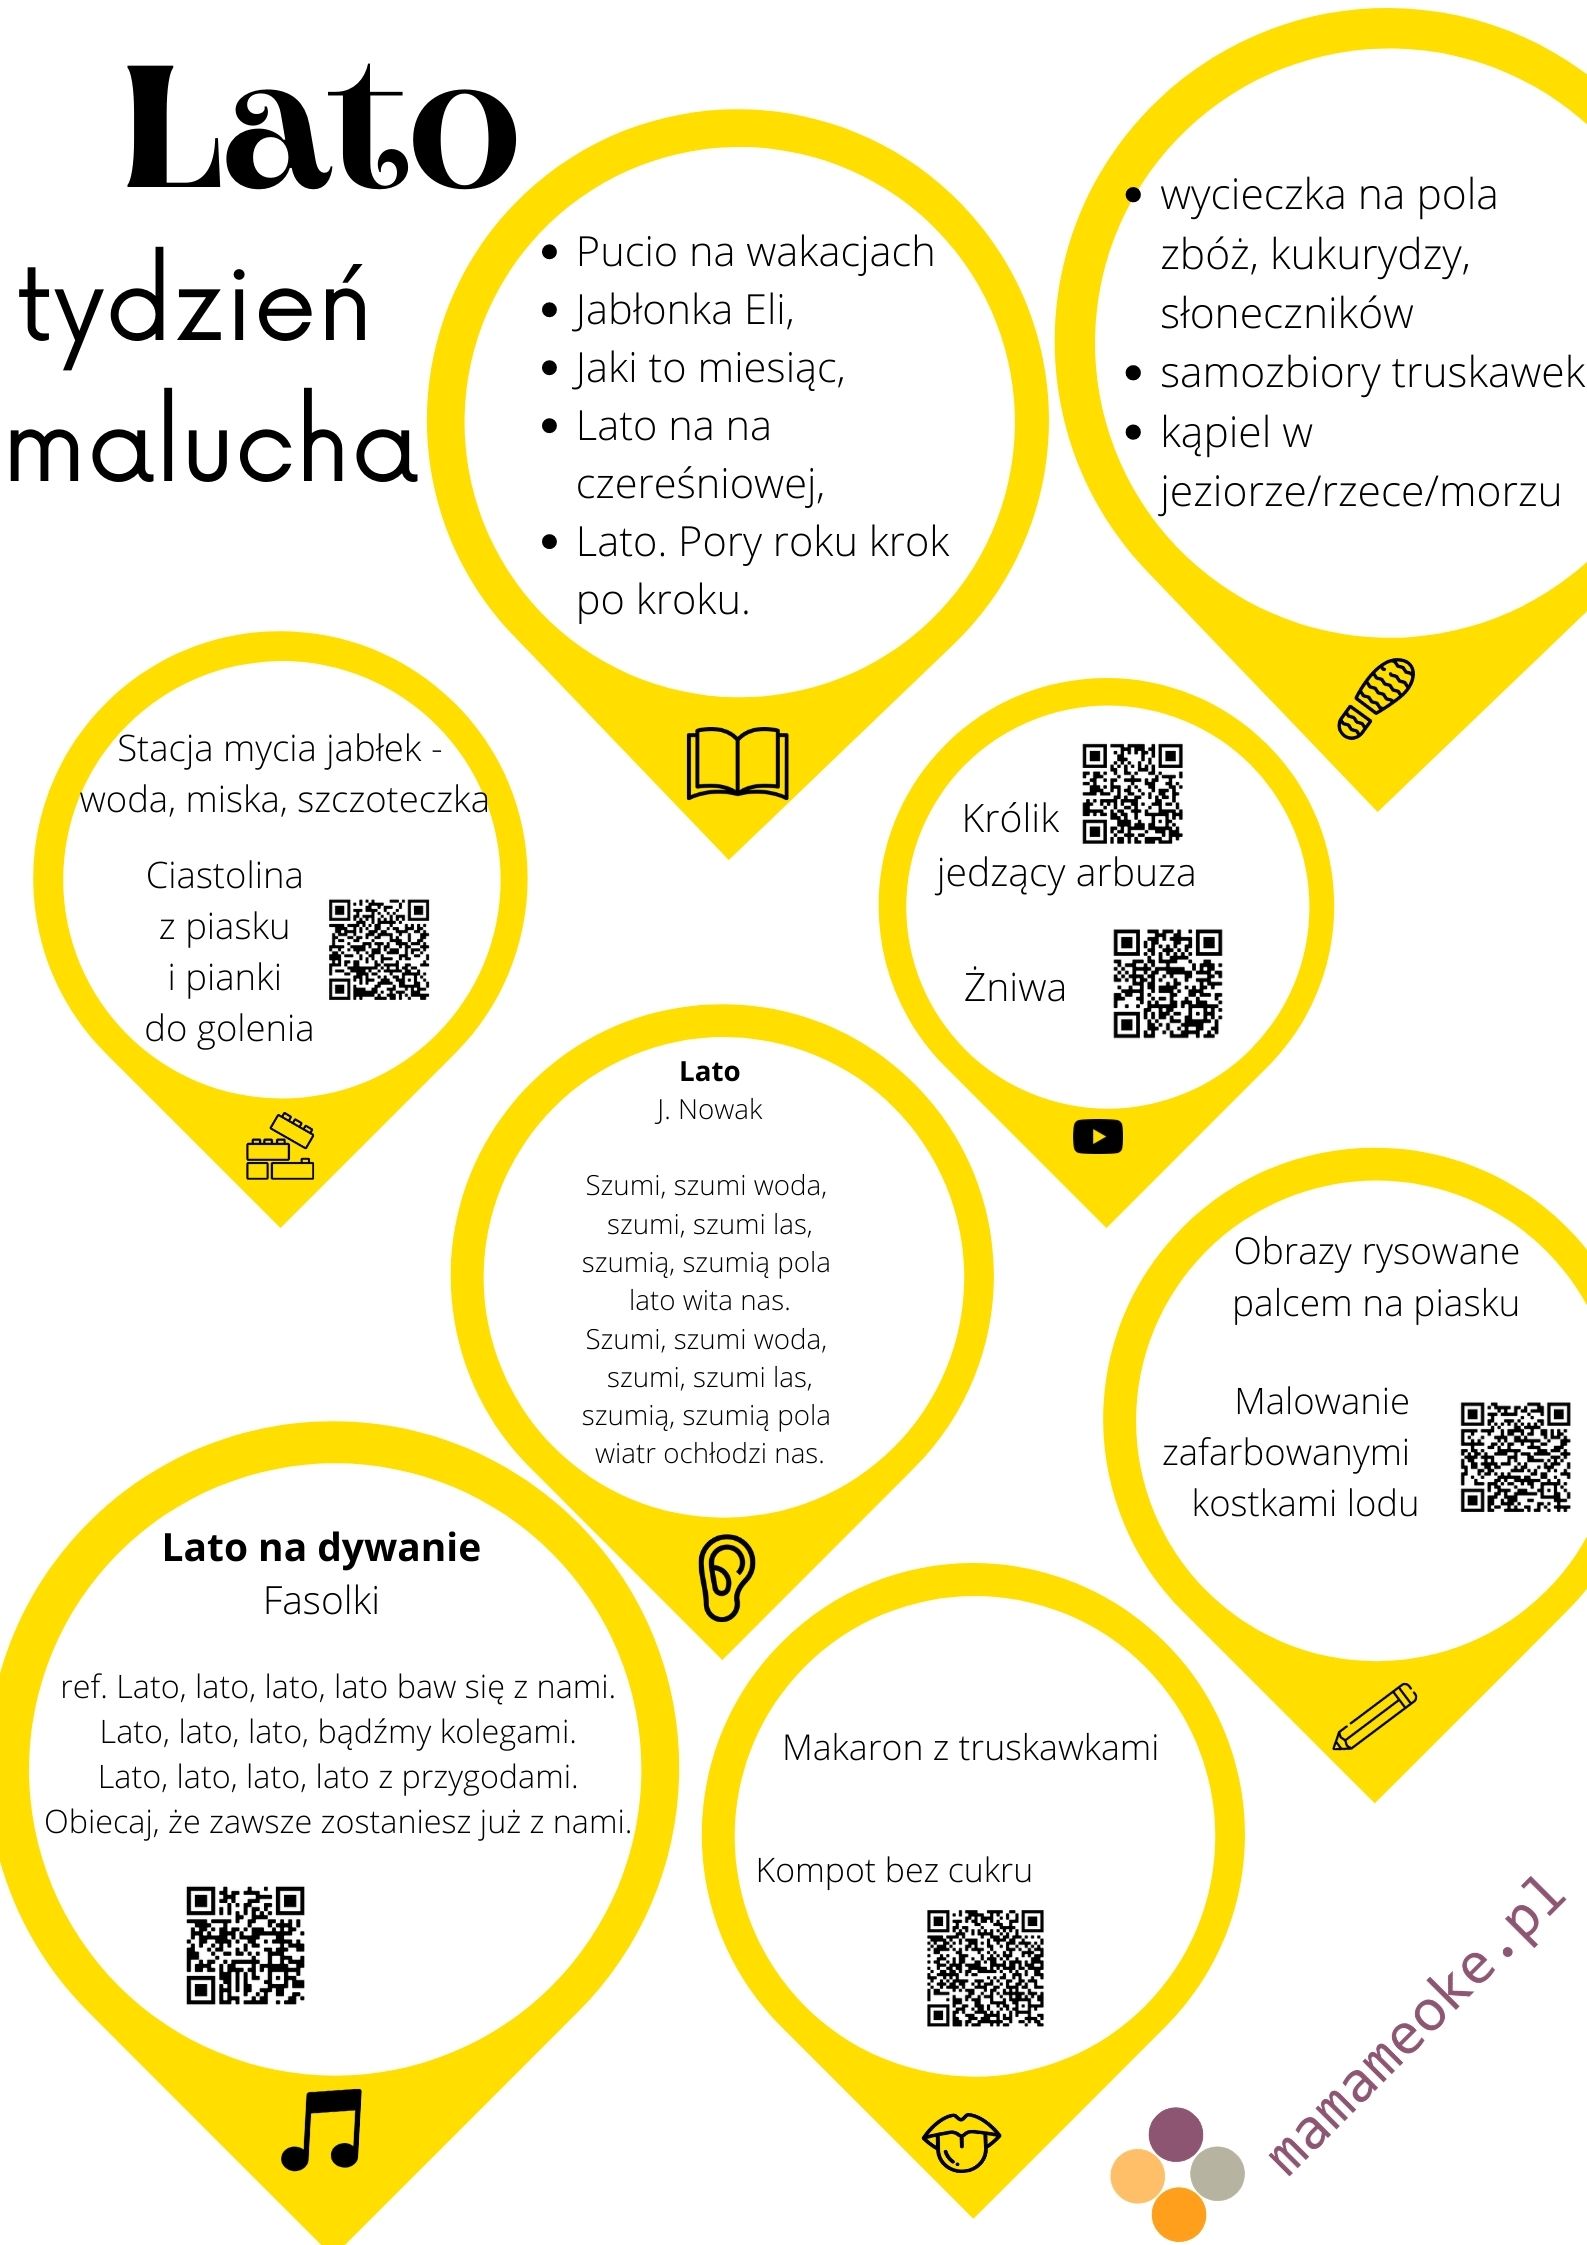 Lato
tydzień
malucha
Pucio na wakacjach
Jabłonka Eli,
Jaki to miesiąc,
Lato na na
czereśniowej,
Lato. Pory roku krok
po kroku.
wycieczka na pola
zbóż, kukurydzy,
słoneczników
samozbiory truskawek
kąpiel w
jeziorze/rzece/morzu
Stacja mycia jabłek -
woda, miska, szczoteczka
Ciastolina
z piasku
i pianki
do golenia
Królik
jedzący arbuza
Żniwa
Lato
J. Nowak
Szumi, szumi woda,
szumi, szumi las,
szumią, szumią pola
lato wita nas.
Szumi, szumi woda,
szumi, szumi las,
szumią, szumią pola
wiatr ochłodzi nas.
Obrazy rysowane
palcem na piasku
Malowanie
zafarbowanymi
kostkami lodu
Lato na dywanie
Fasolki
ref. Lato, lato, lato, lato baw się z nami.
Lato, lato, lato, bądźmy kolegami.
Lato, lato, lato, lato z przygodami.
Obiecaj, że zawsze zostaniesz już z nami.
Makaron z truskawkami
Kompot bez cukru
mamameoke.pl